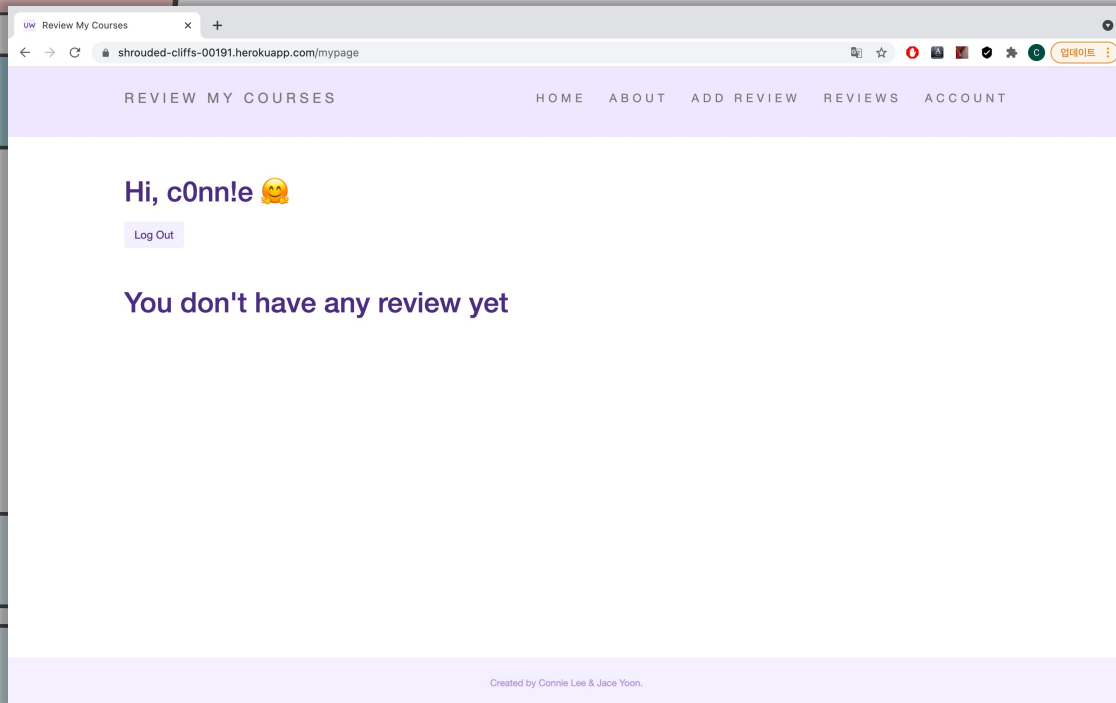 UW Review My Courses
shrouded-cliffs-00191.herokuapp.com/mypage
C 업데이트
REVIEW MY COURSES HOME ABOUT ADD REVIEW REVIEWS ACCOUNT
Hi, c0nn!e 🤗
Log Out
You don't have any review yet
Created by Connie Lee & Jace Yoon.